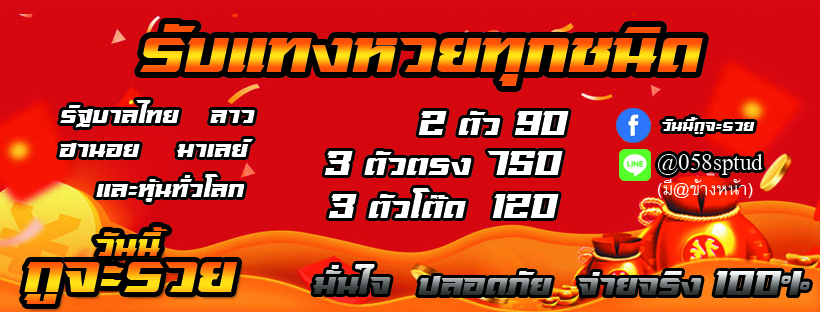 รับแทงหวยทุกชนิด
รัฐบาลไทย ลาว
ฮานอย มาเลย์
และหุ้นทั่วโลก
2 ตัว 90
3 ตัวตรง 750
3 ตัวโต๊ด 120
f วันนี้กูจะรวย
LINE @058sptud
(มี@ข้างหน้า)
วันนี้
กูจะรวย
มั่นใจ ปลอดภัย จ่ายจริง 100%